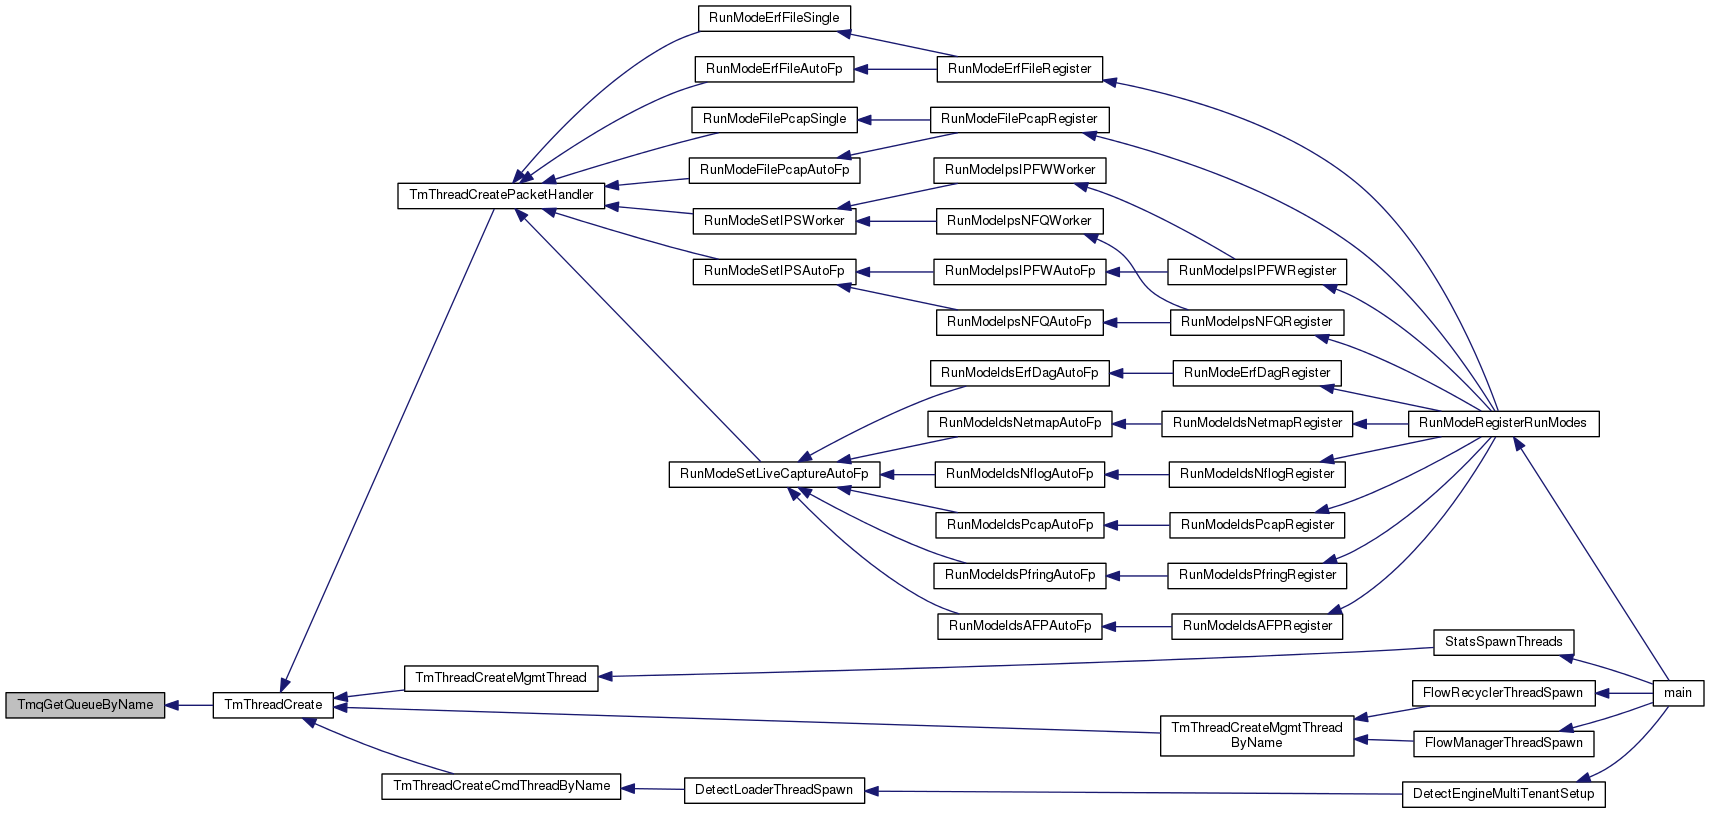 RunModeErfFileSingle
RunModeErfFileAutoFp
RunModeErfFileRegister
RunModeFilePcapSingle
RunModeFilePcapRegister
RunModeFilePcapAutoFp
RunModeIpsIPFWWorker
TmThreadCreatePacketHandler
RunModeSetIPSWorker
RunModeIpsNFQWorker
RunModeSetIPSAutoFp
RunModeIpsIPFWAutoFp
RunModeIpsIPFWRegister
RunModeIpsNFQAutoFp
RunModeIpsNFQRegister
RunModeIdsErfDagAutoFp
RunModeErfDagRegister
RunModeIdsNetmapAutoFp
RunModeIdsNetmapRegister
RunModeRegisterRunModes
RunModeSetLiveCaptureAutoFp
RunModeIdsNflogAutoFp
RunModeIdsNflogRegister
RunModeIdsPcapAutoFp
RunModeIdsPcapRegister
RunModeIdsPfringAutoFp
RunModeIdsPfringRegister
RunModeIdsAFPAutoFp
RunModeIdsAFPRegister
StatsSpawnThreads
TmThreadCreateMgmtThread
FlowRecyclerThreadSpawn
main
TmqGetQueueByName
TmThreadCreate
TmThreadCreateMgmtThread
ByName
FlowManagerThreadSpawn
TmThreadCreateCmdThreadByName
DetectLoaderThreadSpawn
DetectEngineMultiTenantSetup